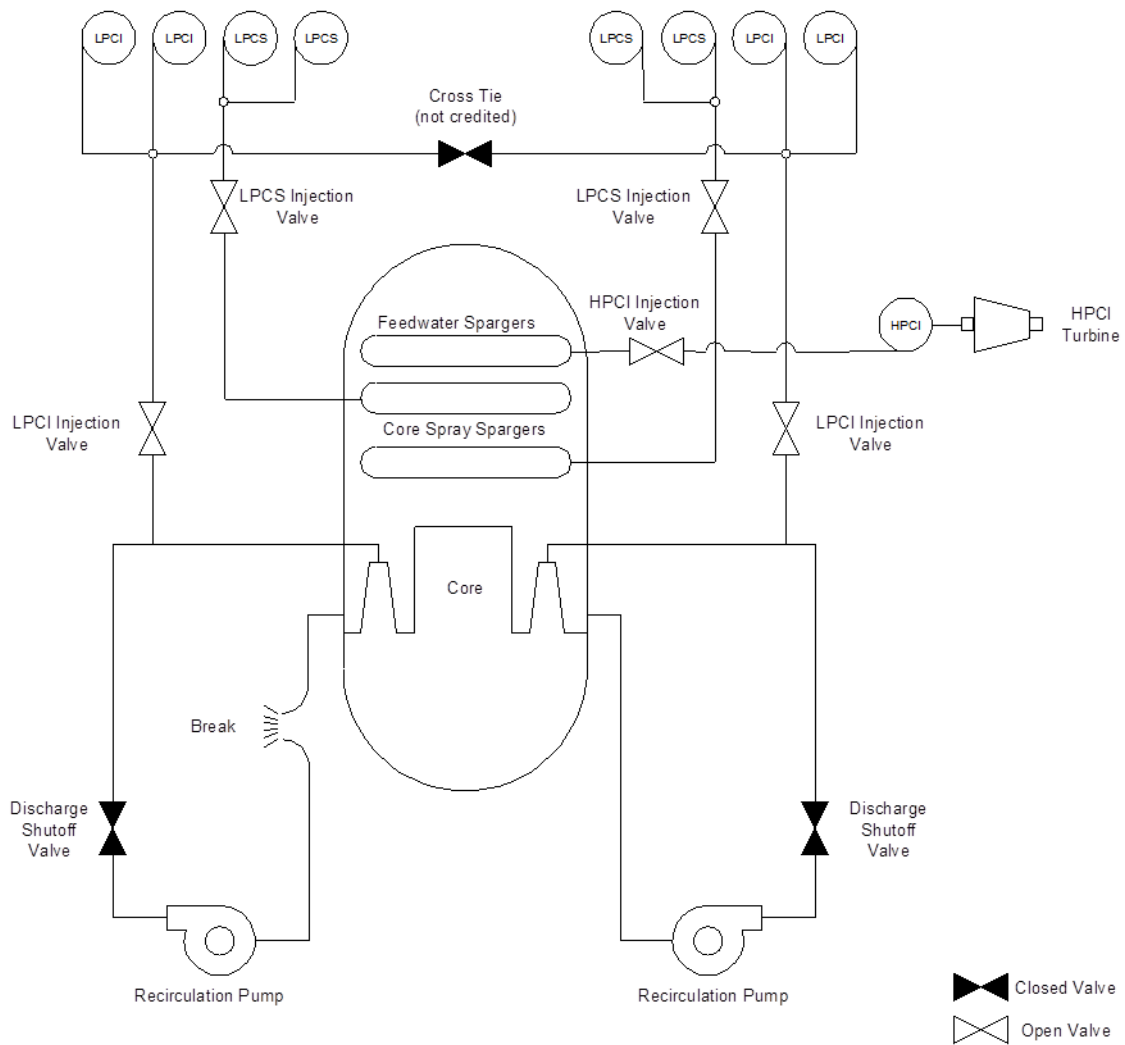 LPCI
LPCI
LPCS
LPCS
LPCS
LPCS
LPCI
LPCI
Cross Tie
(not credited)
LPCS Injection
Valve
LPCS Injection
Valve
HPCI Injection
Valve
HPCI
HPCI
Turbine
Feedwater Spargers
Core Spray Spargers
LPCI Injection
Valve
LPCI Injection
Valve
Core
Break
Discharge
Shutoff
Valve
Discharge
Shutoff
Valve
Recirculation Pump
Recirculation Pump
Closed Valve
Open Valve